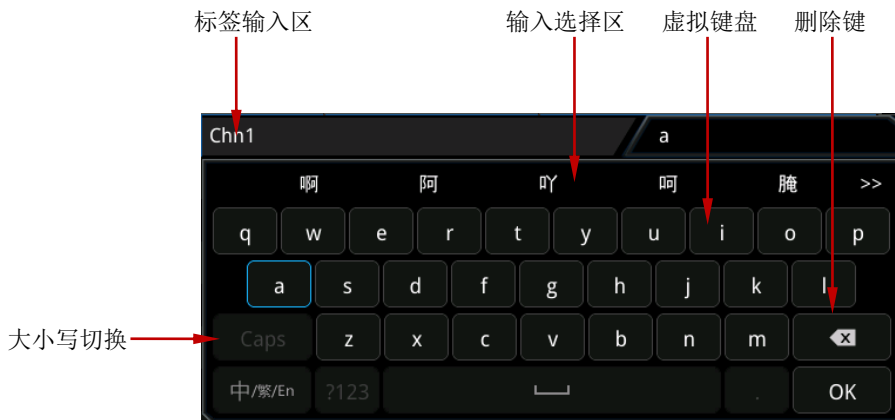 标签输入区 输入选择区 虚拟键盘 删除键
Chn1 a
啊 阿 吖 呵 腌 >>
q w e r t y u i o p
a s d f g h j k l
大小写切换 Caps z x c v b n m
中/繁/En ?123 . OK